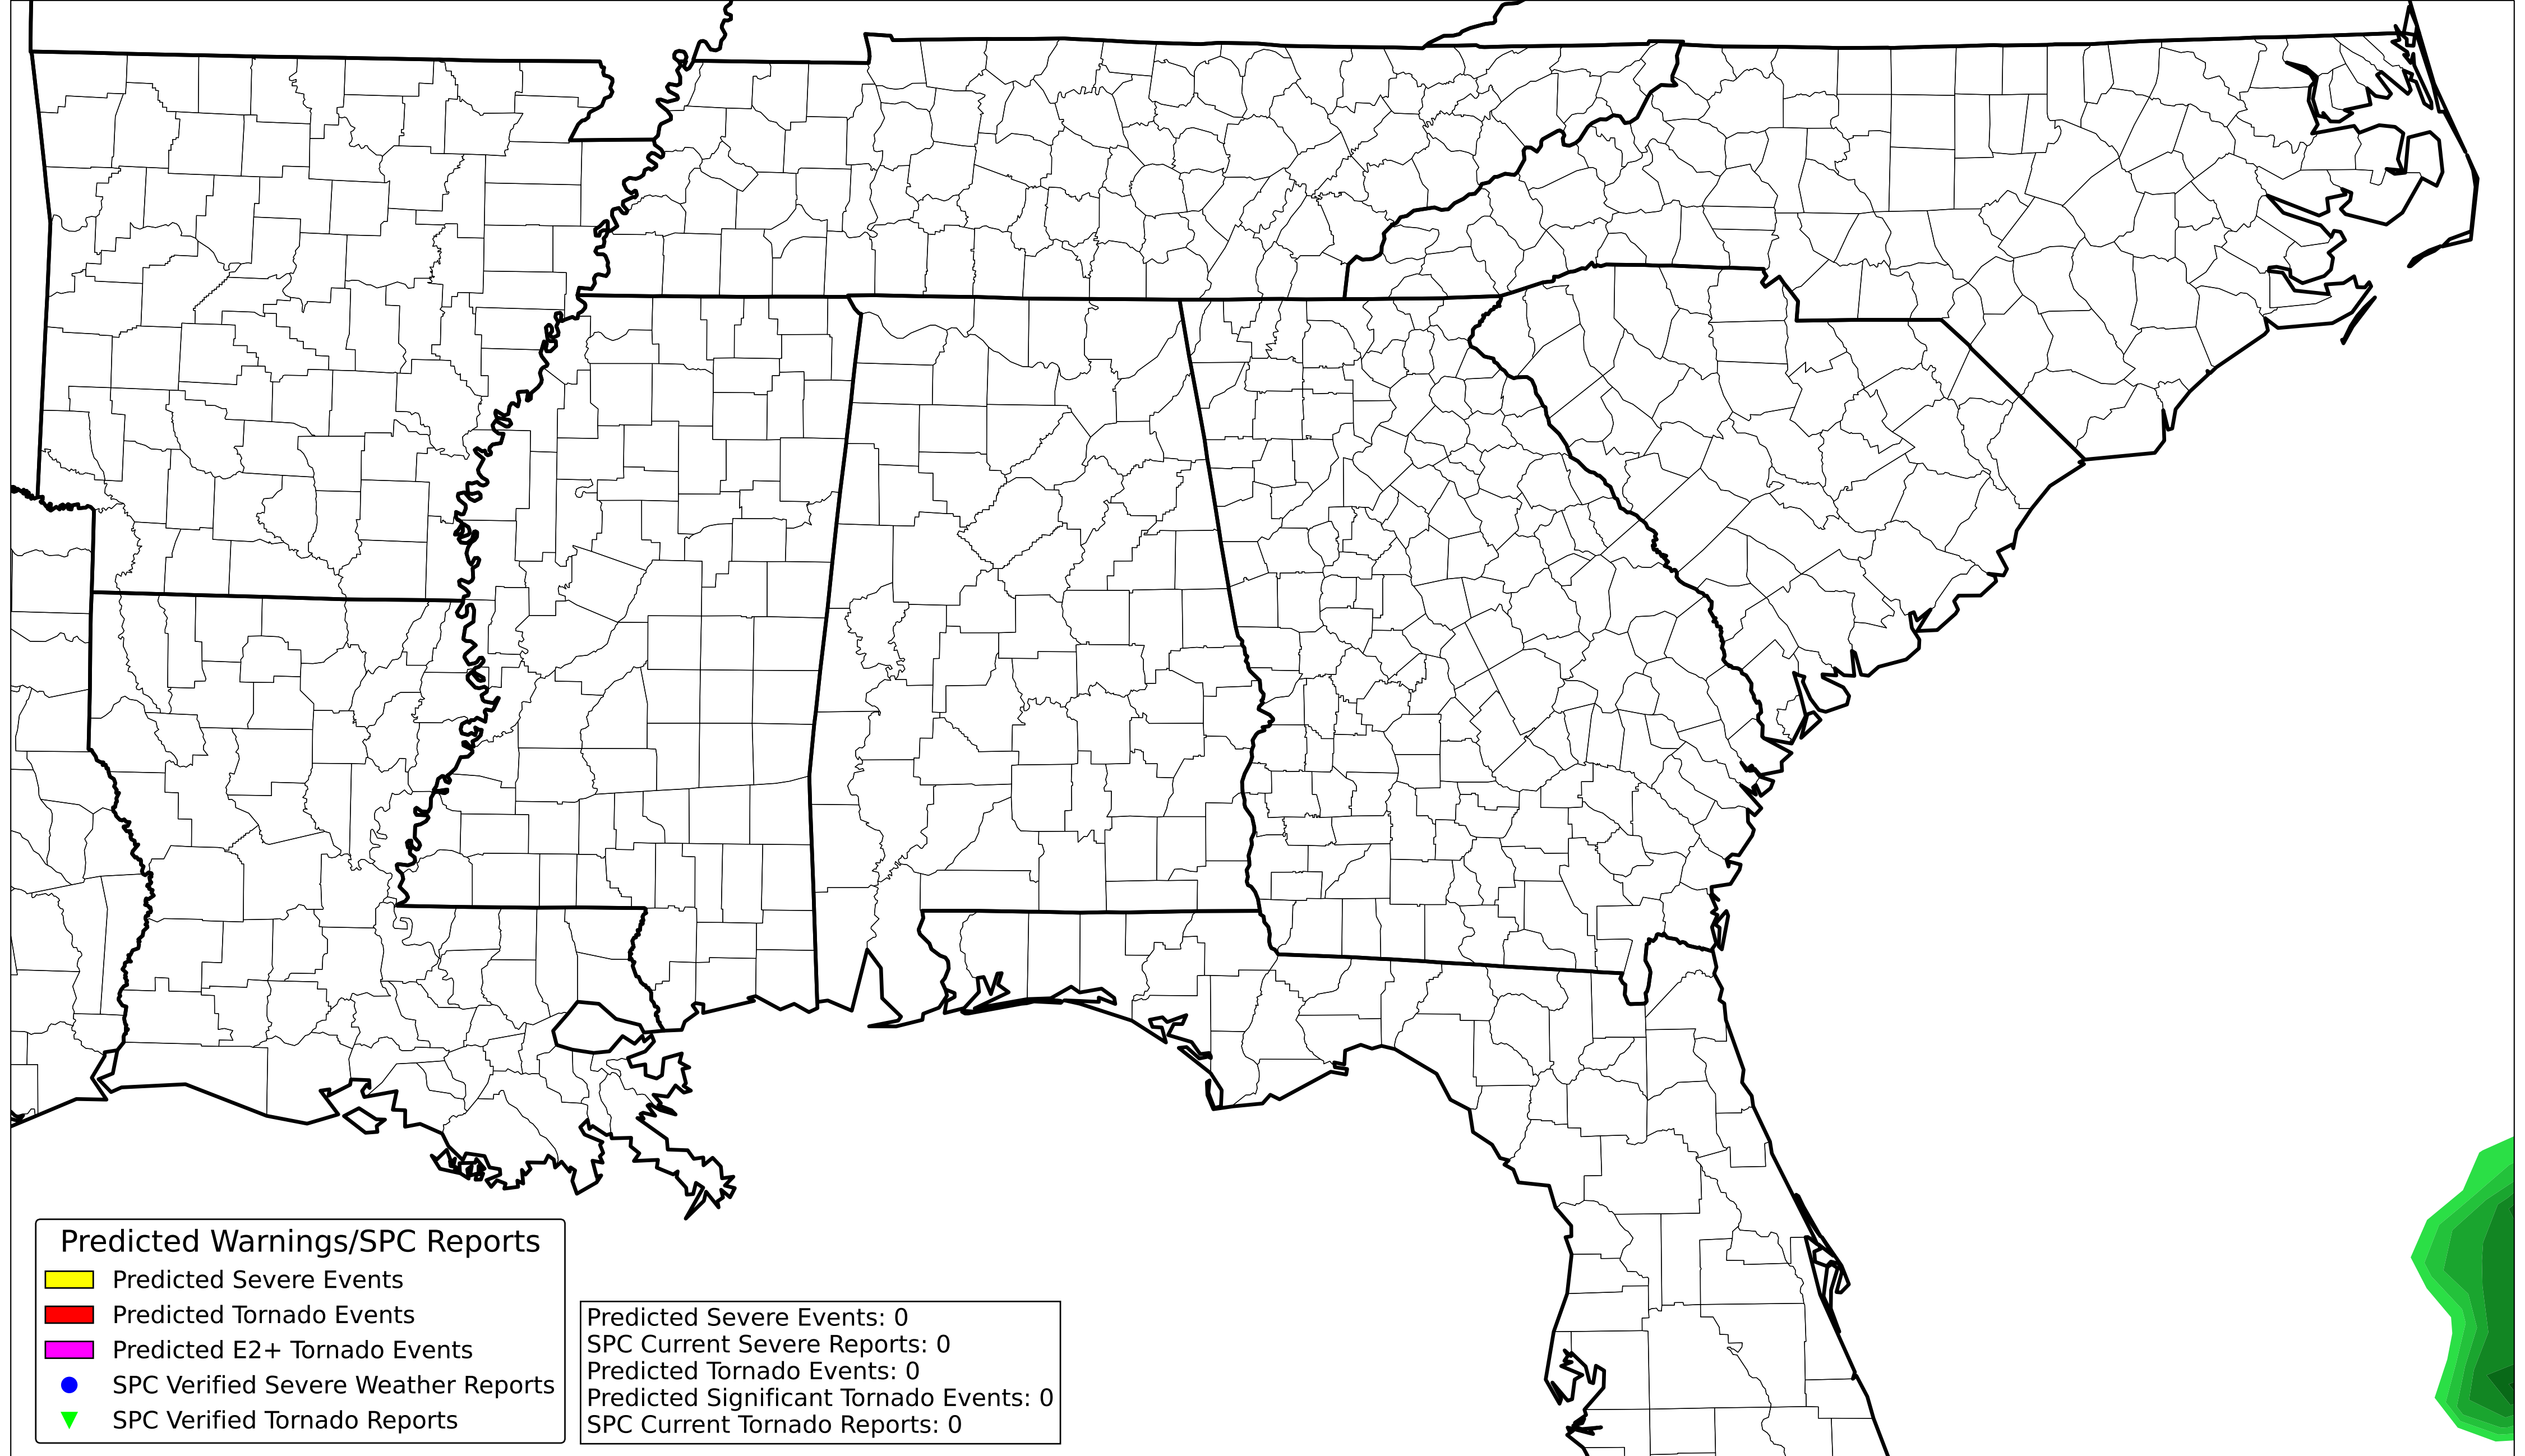 Predicted Warnings/SPC Reports
Predicted Severe Events
Predicted Tornado Events
Predicted E2+ Tornado Events
SPC Verified Severe Weather Reports
SPC Verified Tornado Reports
Predicted Severe Events: 0
SPC Current Severe Reports: 0
Predicted Tornado Events: 0
Predicted Significant Tornado Events: 0
SPC Current Tornado Reports: 0